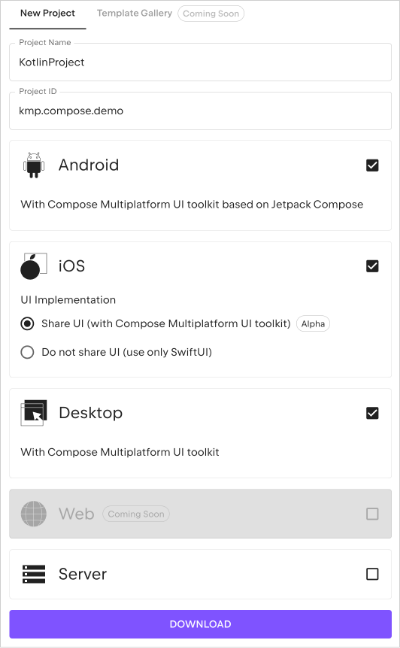 New Project
Template Gallery Coming Soon
Project Name
KotlinProject
Project ID
kmp.compose.demo
Android
With Compose Multiplatform UI toolkit based on Jetpack Compose
iOS
UI Implementation
Share UI (with Compose Multiplatform UI toolkit) Alpha
Do not share UI (use only SwiftUI)
Desktop
With Compose Multiplatform UI toolkit
Web Coming Soon
Server
DOWNLOAD